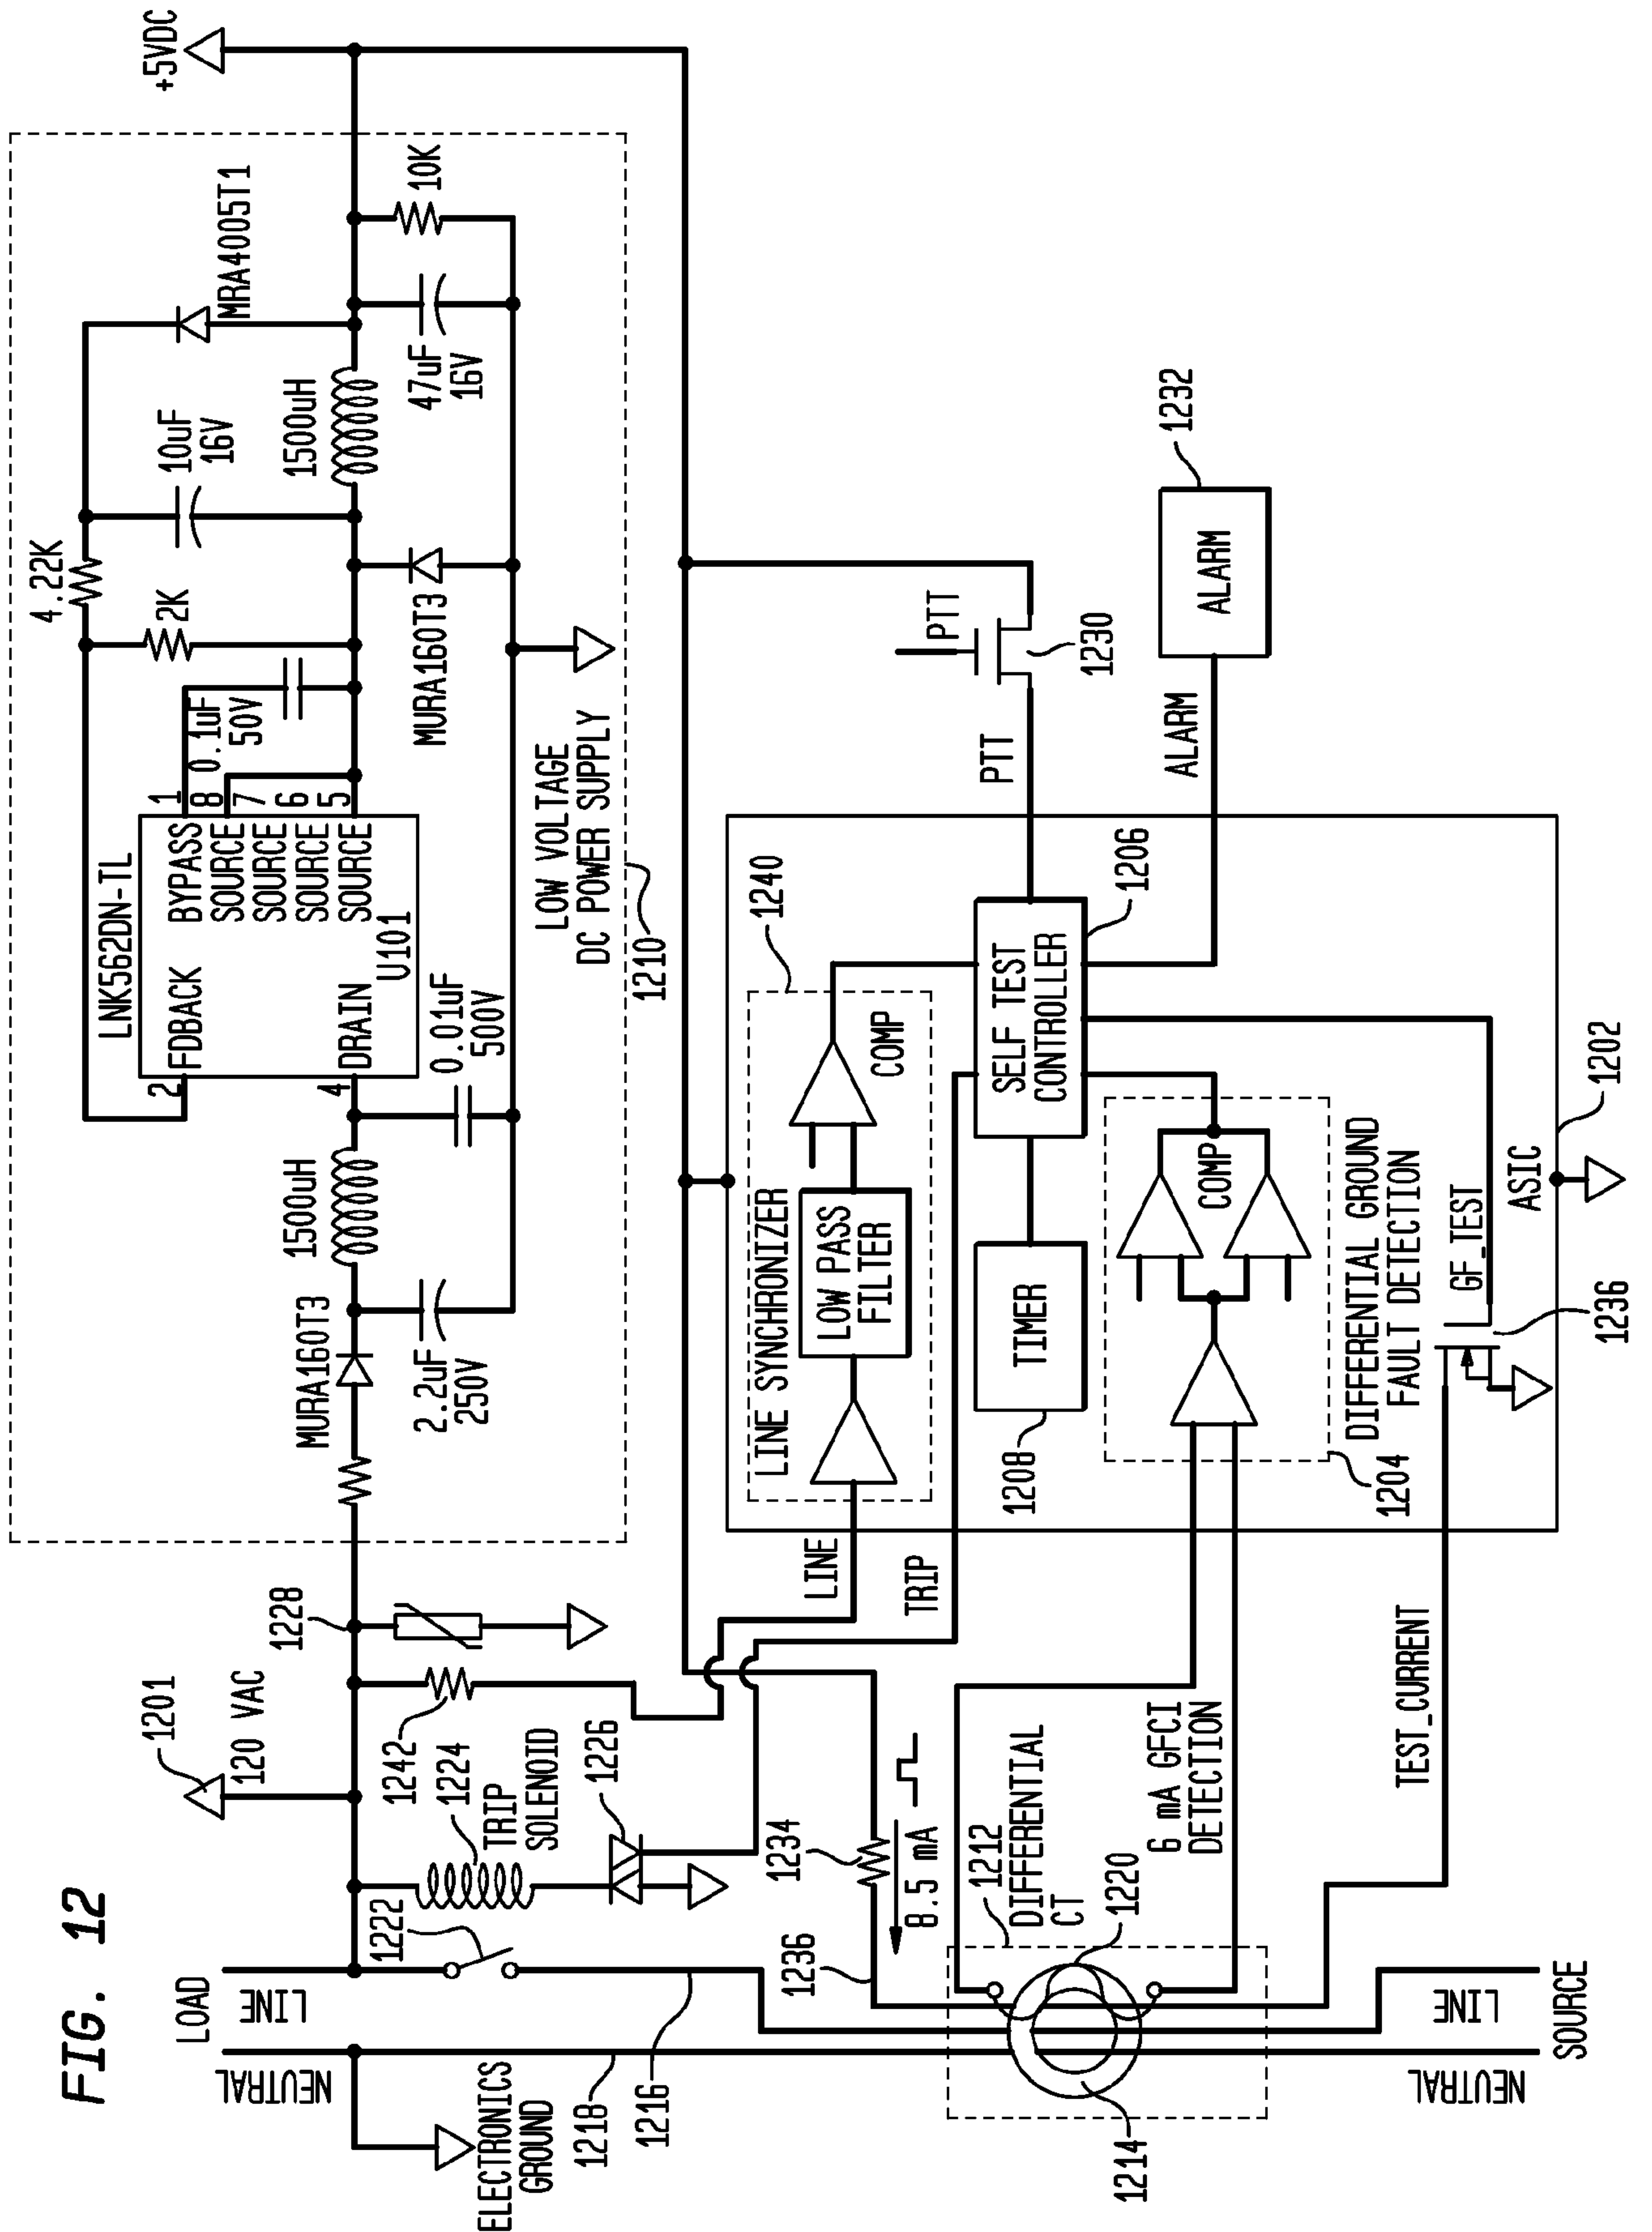 FIG. 12
+5VDC
4.22K
10uF
16V
MRA4005T1
2K
1500uH
10K
47uF
16V
LNK562DN-TL
1
8
7
6
5
0.1uF
50V
2
FDBACK
BYPASS
SOURCE
SOURCE
SOURCE
SOURCE
4
DRAIN
U101
MURA160T3
1500uH
MURA160T3
2.2uF
250V
0.01uF
500V
LOW VOLTAGE
DC POWER SUPPLY
1210
1201
120 VAC
1228
LOAD
LINE
NEUTRAL
1222
1242
1224
TRIP
SOLENOID
1226
ELECTRONICS
GROUND
1218
1216
1236
1234
8.5 mA
LINE
TRIP
LINE SYNCHRONIZER
1240
LOW PASS
FILTER
COMP
PTT
PTT
1230
1208
TIMER
SELF TEST
CONTROLLER
1206
ALARM
ALARM
1232
1212
DIFFERENTIAL
CT
1220
1214
6 mA GFCI
DETECTION
COMP
1204
DIFFERENTIAL GROUND
FAULT DETECTION
TEST_CURRENT
GF_TEST
1236
ASIC
1202
NEUTRAL
LINE
SOURCE